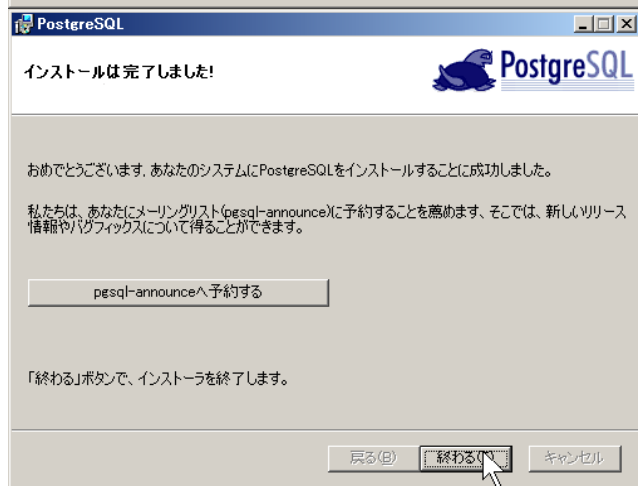 PostgreSQL
インストールは完了しました!
PostgreSQL
おめでとうございます. あなたのシステムにPostgreSQLをインストールすることに成功しました。
私たちは、あなたにメーリングリスト(pgsql-announce)に予約することを薦めます、そこでは、新しいリリース
情報やバグフィックスについて得ることができます。
pgsql-announceへ予約する
「終わる」ボタンで、インストーラを終了します。
戻る(B)
終わる
キャンセル